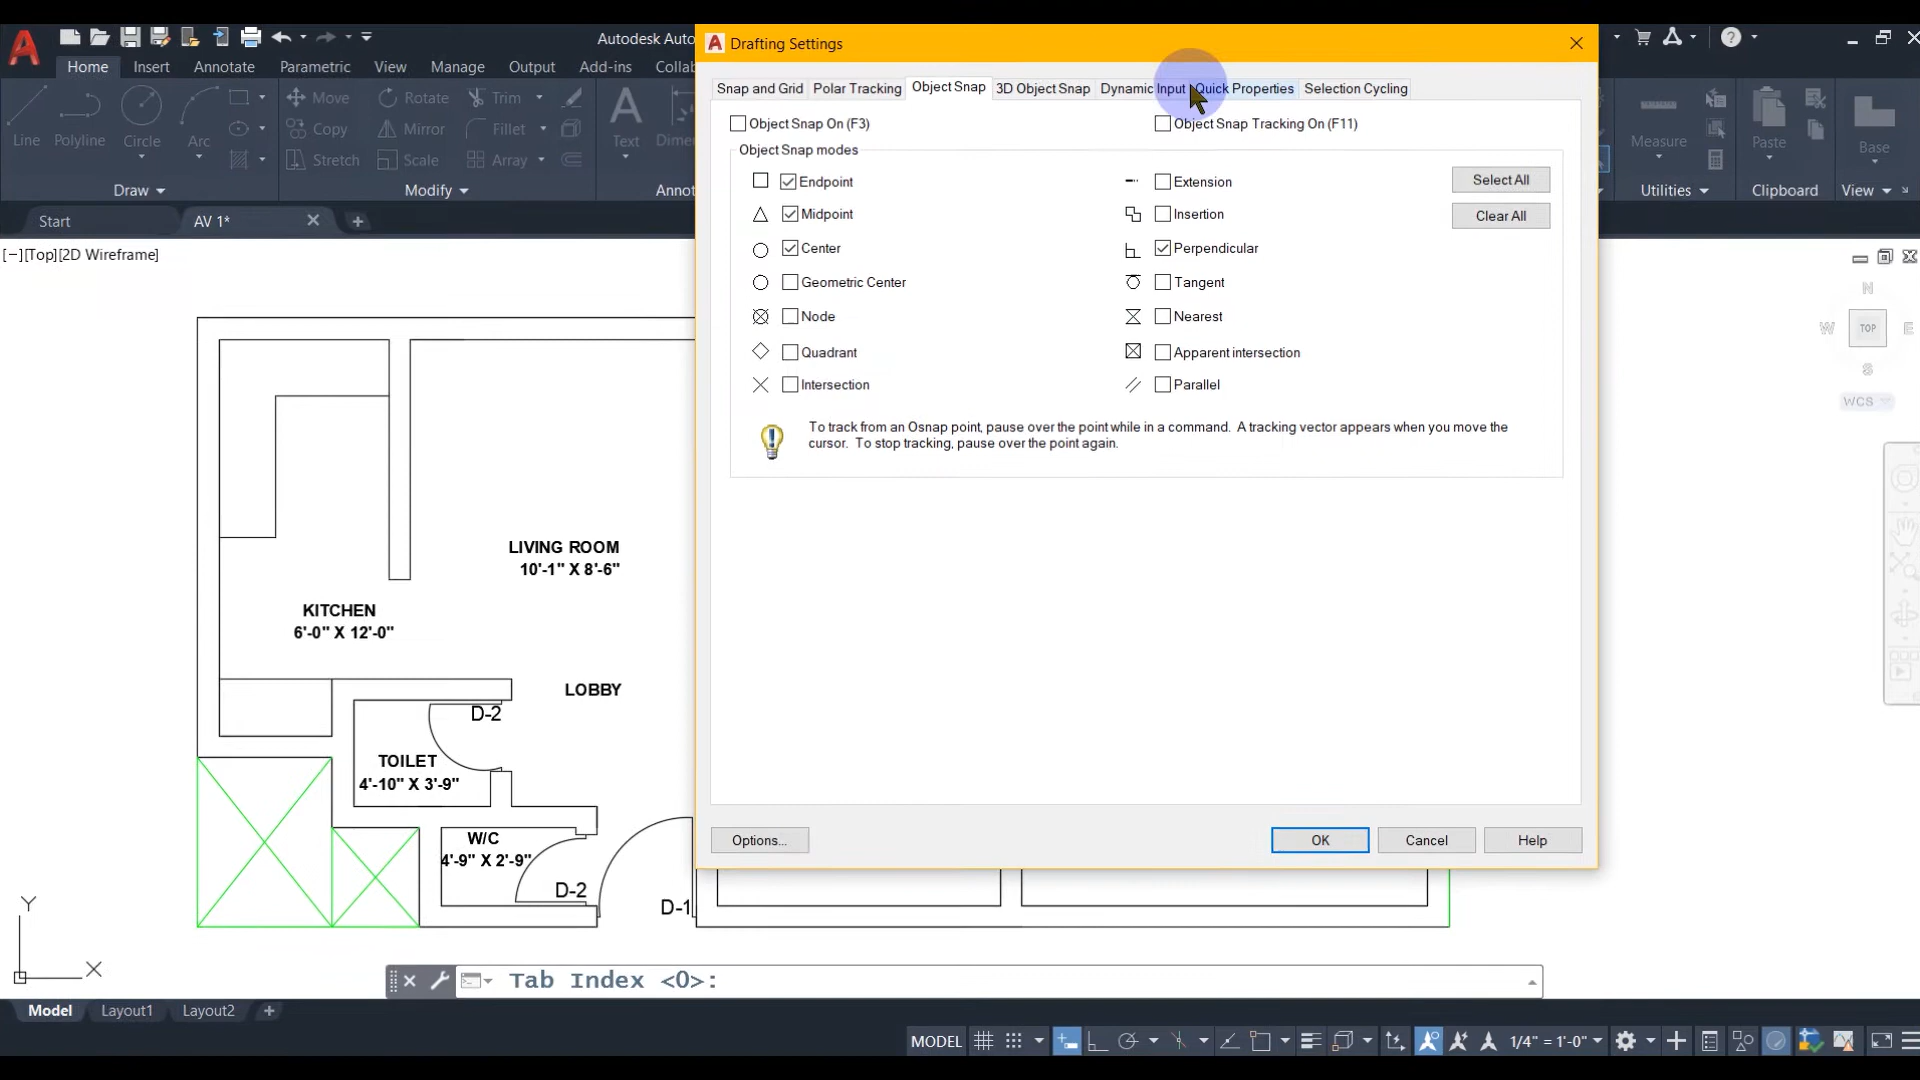 Autodesk Auto
Drafting Settings
Home Insert Annotate Parametric View Manage Output Add-ins Collab
Snap and Grid Polar Tracking Object Snap 3D Object Snap Dynamic Input Quick Properties Selection Cycling
Line Polyline Circle Arc
Move Rotate Trim
Copy Mirror Fillet
Stretch Scale Array
Text Dimen
Measure Paste Base
Draw Modify Annot
Utilities Clipboard View
Start AV 1*
[−][Top][2D Wireframe]
Object Snap On (F3) Object Snap Tracking On (F11)
Object Snap modes
Endpoint Extension Select All
Midpoint Insertion Clear All
Center Perpendicular
Geometric Center Tangent
Node Nearest
Quadrant Apparent intersection
Intersection Parallel
To track from an Osnap point, pause over the point while in a command. A tracking vector appears when you move the
cursor. To stop tracking, pause over the point again.
Options... OK Cancel Help
N
W TOP E
S
WCS
LIVING ROOM
10'-1" X 8'-6"
KITCHEN
6'-0" X 12'-0"
LOBBY
D-2
TOILET
4'-10" X 3'-9"
W/C
4'-9" X 2'-9"
D-2
D-1
Y
X
Tab Index <0>:
Model Layout1 Layout2
MODEL 1/4" = 1'-0"